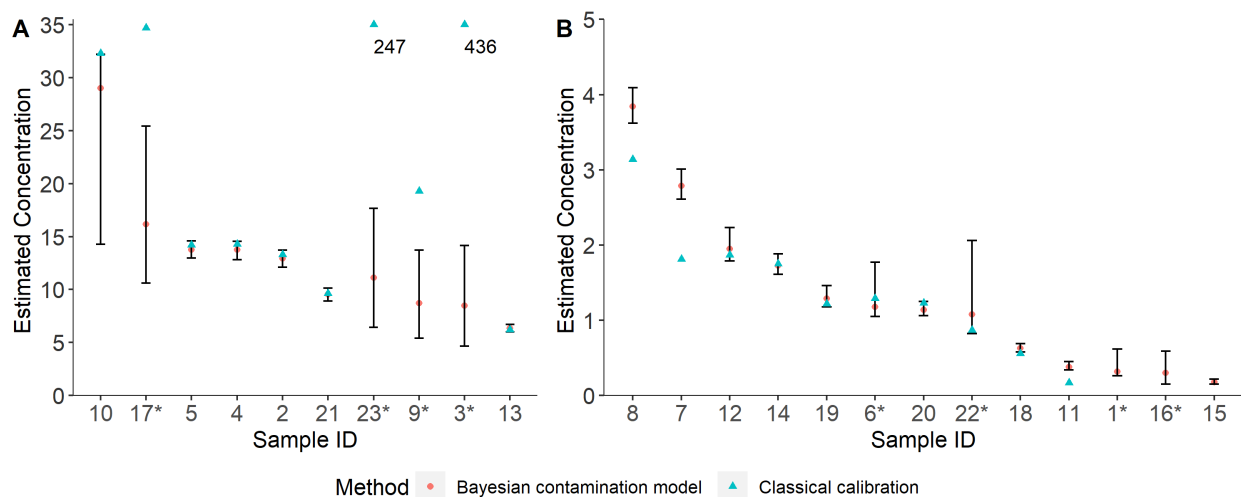 A
Estimated Concentration
35
30
25
20
15
10
5
0
247
436
10 17* 5 4 2 21 23* 9* 3* 13
Sample ID
B
Estimated Concentration
5
4
3
2
1
0
8 7 12 14 19 6* 20 22* 18 11 1* 16* 15
Sample ID
Method Bayesian contamination model Classical calibration